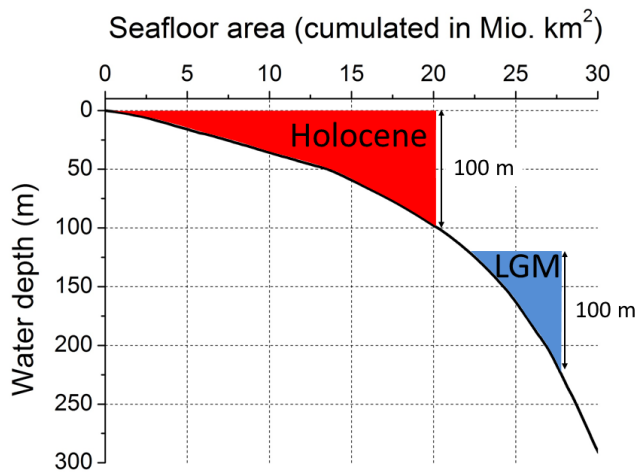 Seafloor area (cumulated in Mio. km²)
0 5 10 15 20 25 30
Water depth (m)
0
50
100
150
200
250
300
Holocene
100 m
LGM
100 m